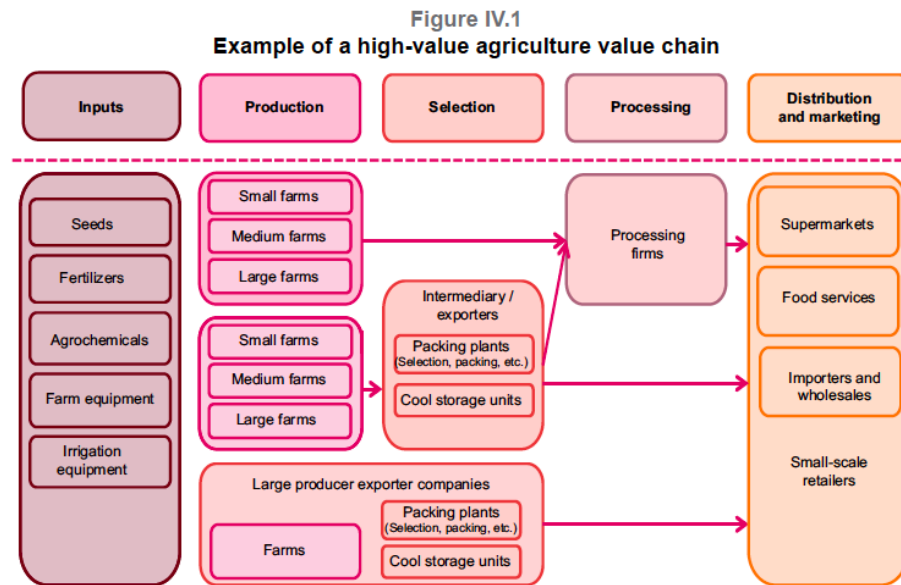 Figure IV.1
Example of a high-value agriculture value chain
Inputs
Production
Selection
Processing
Distribution
and marketing
Seeds
Fertilizers
Agrochemicals
Farm equipment
Irrigation
equipment
Small farms
Medium farms
Large farms
Small farms
Medium farms
Large farms
Intermediary /
exporters
Packing plants
(Selection, packing, etc.)
Cool storage units
Large producer exporter companies
Farms
Packing plants
(Selection, packing, etc.)
Cool storage units
Processing
firms
Supermarkets
Food services
Importers and
wholesales
Small-scale
retailers